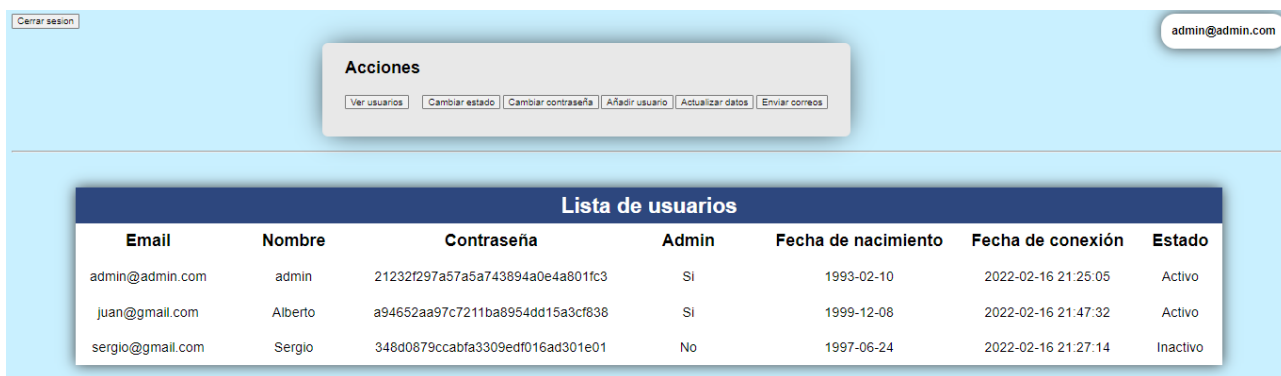 Cerrar sesion
admin@admin.com
Acciones
Ver usuarios Cambiar estado Cambiar contraseña Añadir usuario Actualizar datos Enviar correos
Lista de usuarios
Email Nombre Contraseña Admin Fecha de nacimiento Fecha de conexión Estado
admin@admin.com admin 21232f297a57a5a743894a0e4a801fc3 Si 1993-02-10 2022-02-16 21:25:05 Activo
juan@gmail.com Alberto a94652aa97c7211ba8954dd15a3cf838 Si 1999-12-08 2022-02-16 21:47:32 Activo
sergio@gmail.com Sergio 348d0879ccabfa3309edf016ad301e01 No 1997-06-24 2022-02-16 21:27:14 Inactivo